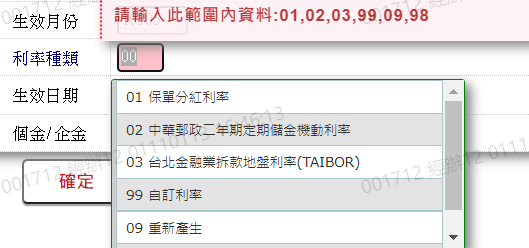 請輸入此範圍內資料:01,02,03,99,09,98
生效月份
利率種類 00
生效日期
個金/企金
01 保單分紅利率
02 中華郵政二年期定期儲金機動利率
03 台北金融業拆款地盤利率(TAIBOR)
99 自訂利率
09 重新產生
確定